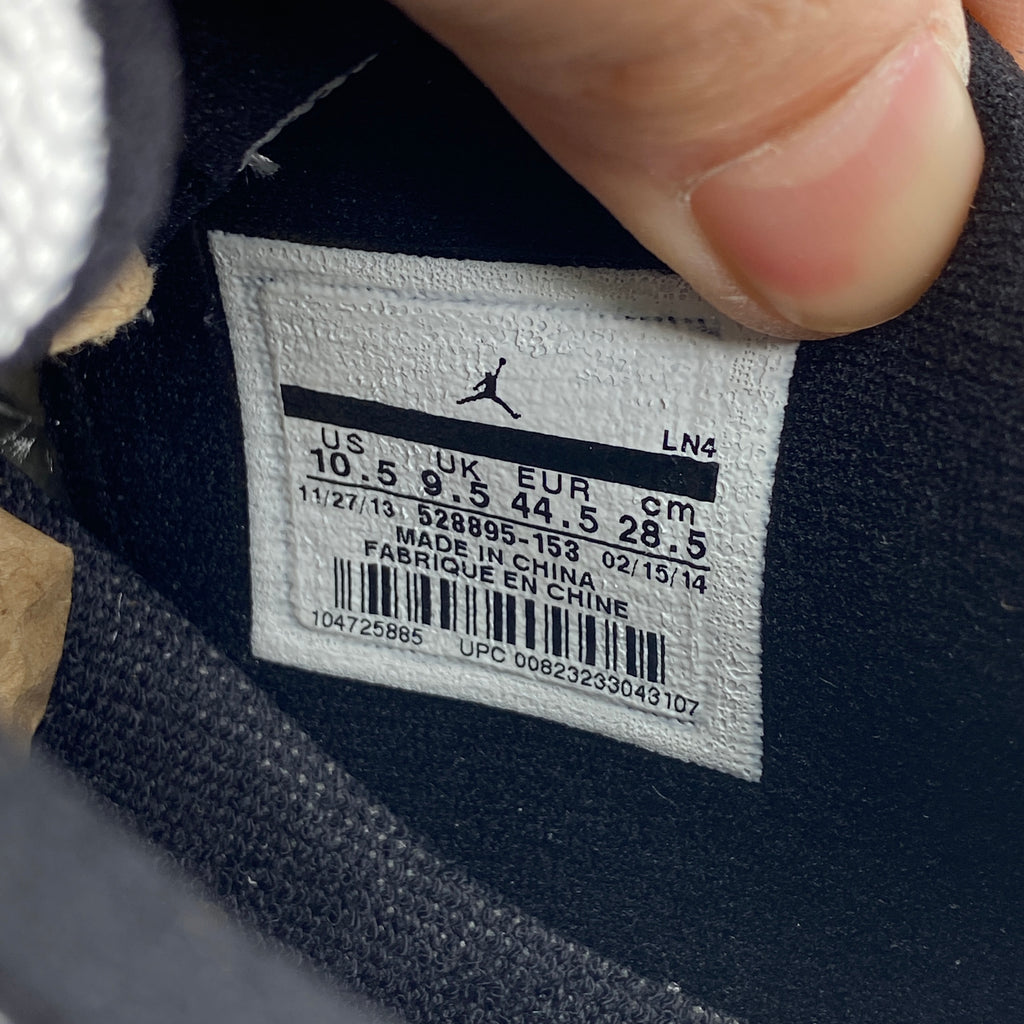 LN4
US UK EUR cm
10.5 9.5 44.5 28.5
11/27/13 528895-153 02/15/14
MADE IN CHINA
FABRIQUE EN CHINE
104725885 UPC 00823233043107